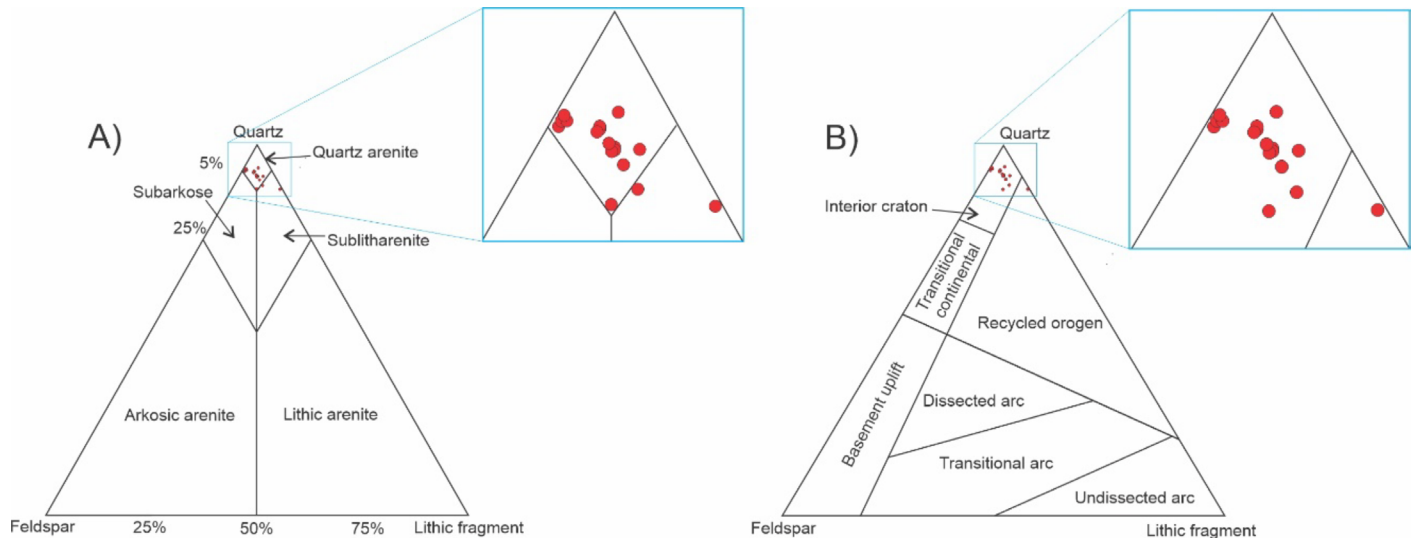 A)
Quartz
5%
Quartz arenite
Subarkose
25%
Sublitharenite
Arkosic arenite
Lithic arenite
Feldspar
25%
50%
75%
Lithic fragment
B)
Quartz
Interior craton
Transitional
continental
Recycled orogen
Basement uplift
Dissected arc
Transitional arc
Undissected arc
Feldspar
Lithic fragment